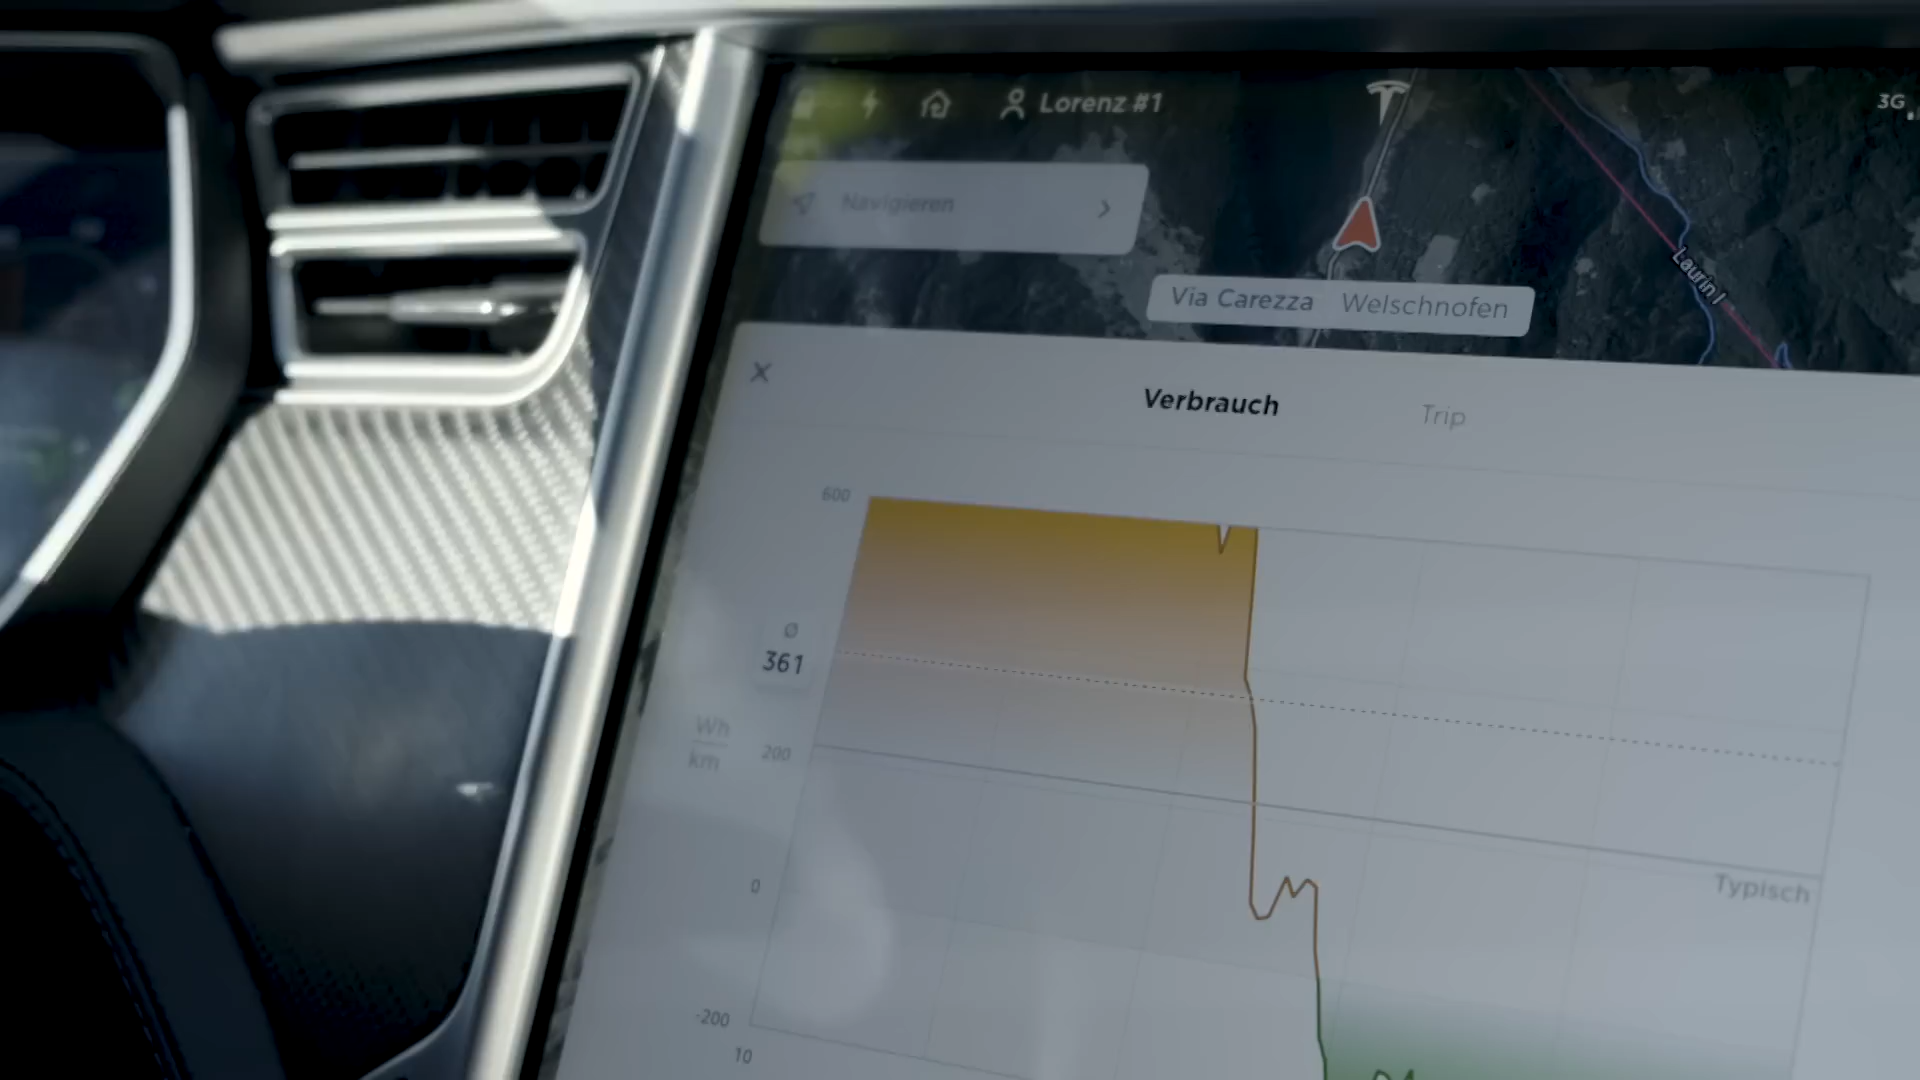 Lorenz #1
3G
Navigieren
Via Carezza Welschnofen
Laurin I
Verbrauch Trip
600
Ø
361
Wh
km
200
Typisch
0
-200
10